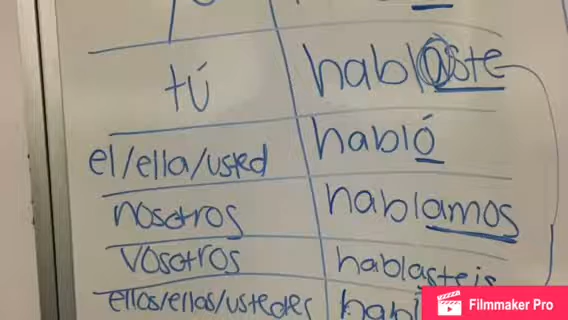 tú hablaste
el/ella/usted habló
nosotros hablamos
vosotros hablasteis
ellos/ellas/ustedes
Filmmaker Pro